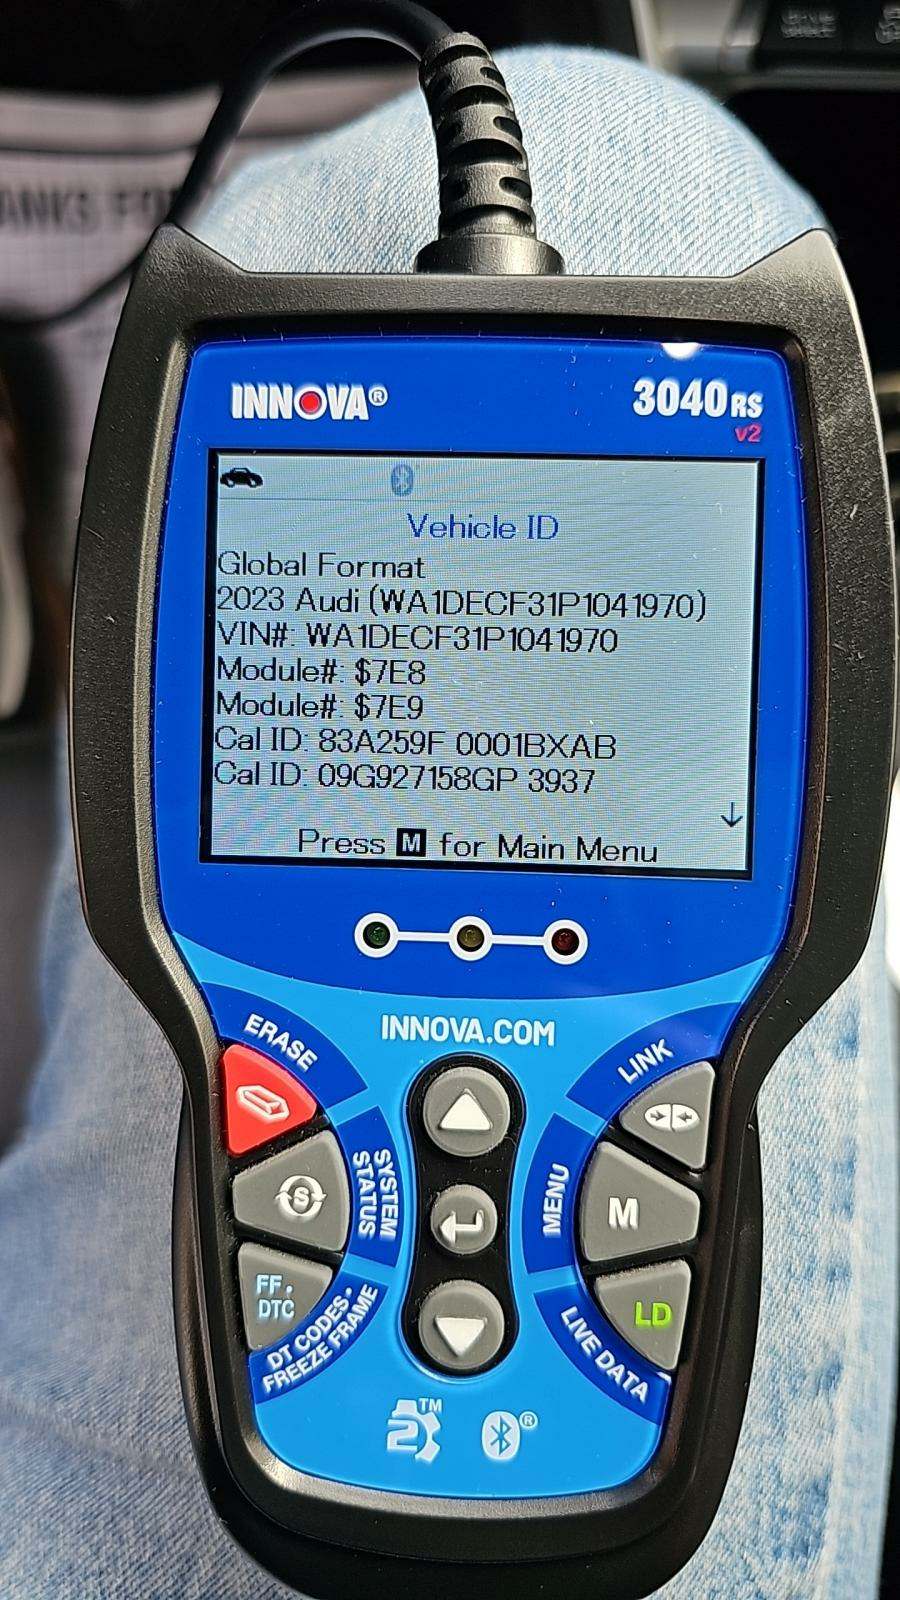 INNOVA®
3040RS
v2
Vehicle ID
Global Format
2023 Audi (WA1DECF31P1041970)
VIN#: WA1DECF31P1041970
Module#: $7E8
Module#: $7E9
Cal ID: 83A259F 0001BXAB
Cal ID: 09G927158GP 3937
Press M for Main Menu
INNOVA.COM
ERASE
LINK
SYSTEM
STATUS
S
MENU
M
FF.
DTC
DT CODES •
FREEZE FRAME
LD
LIVE DATA
2™
®